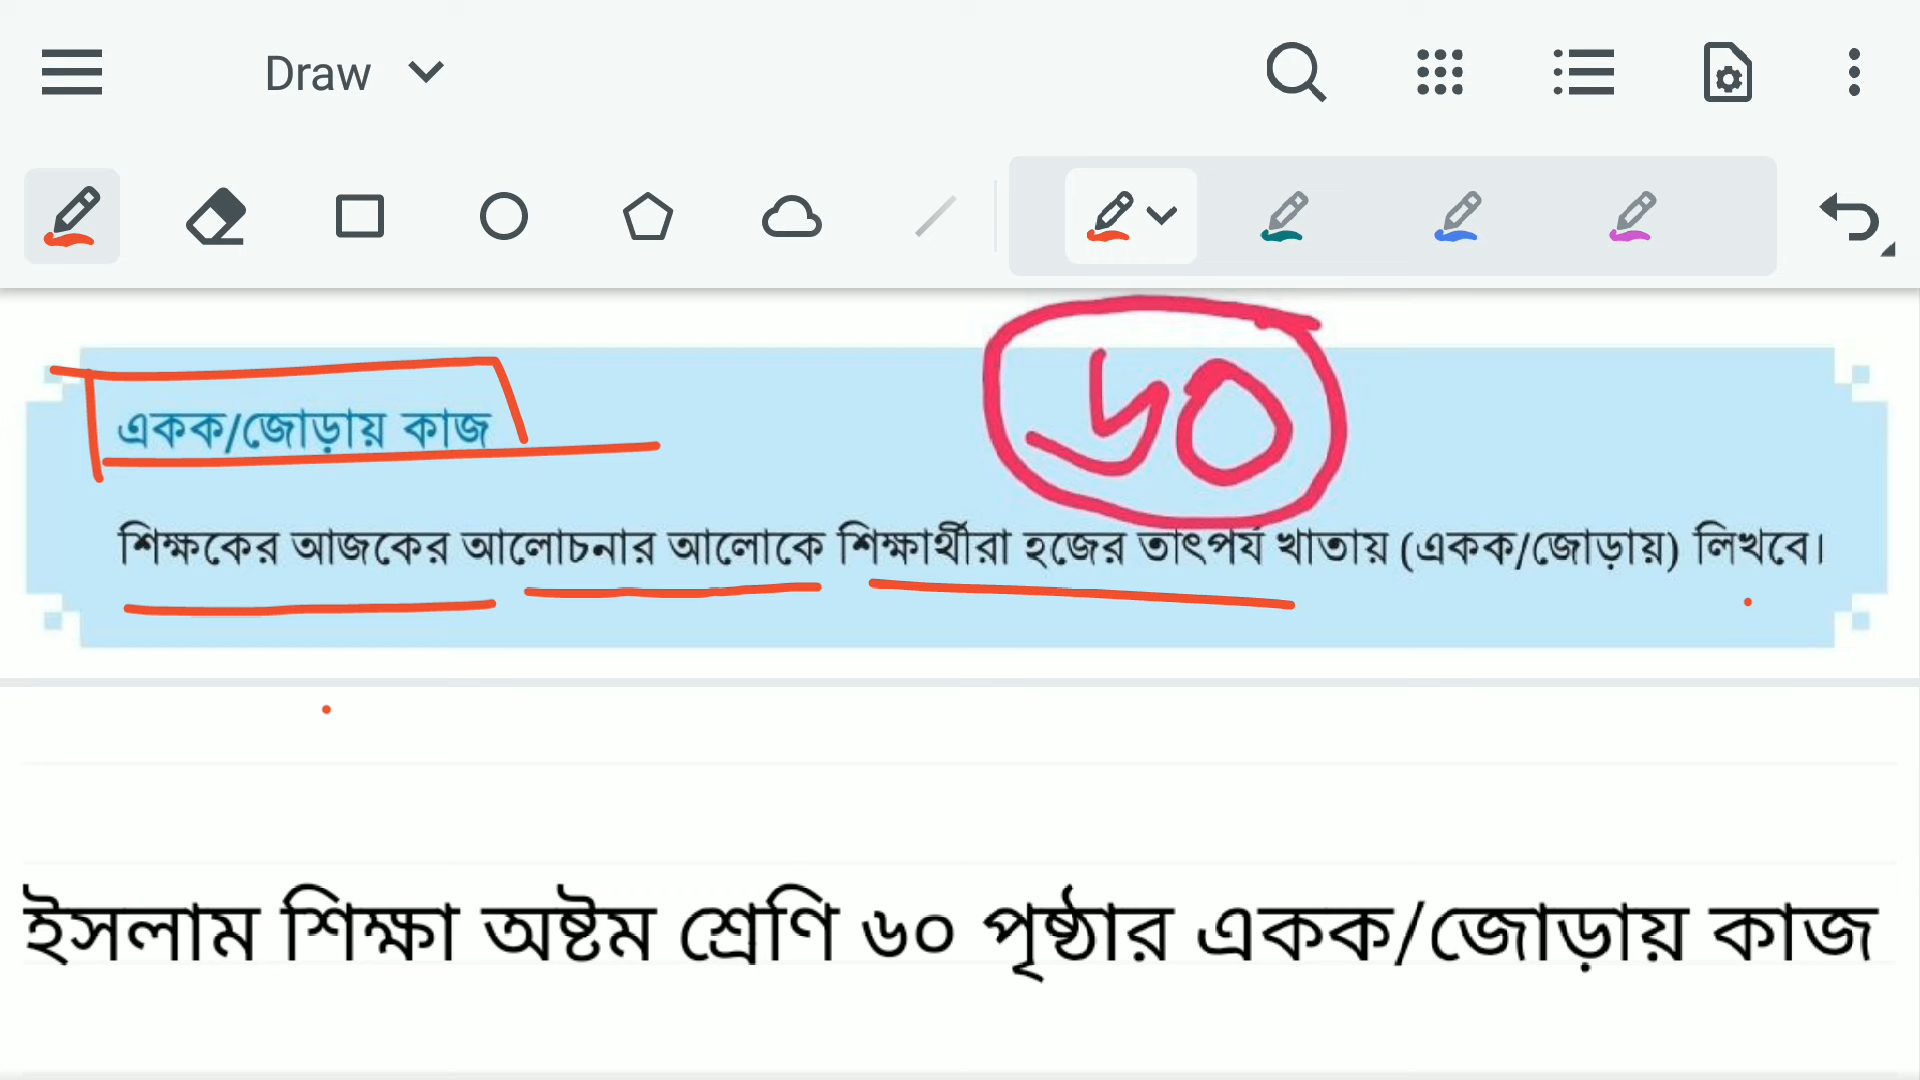 Draw
৬০
একক/জোড়ায় কাজ
শিক্ষকের আজকের আলোচনার আলোকে শিক্ষার্থীরা হজের তাৎপর্য খাতায় (একক/জোড়ায়) লিখবে।
ইসলাম শিক্ষা অষ্টম শ্রেণি ৬০ পৃষ্ঠার একক/জোড়ায় কাজ